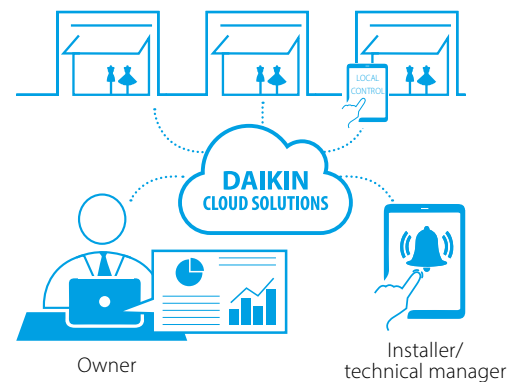 LOCAL
CONTROL
DAIKIN
CLOUD SOLUTIONS
Owner
Installer/
technical manager